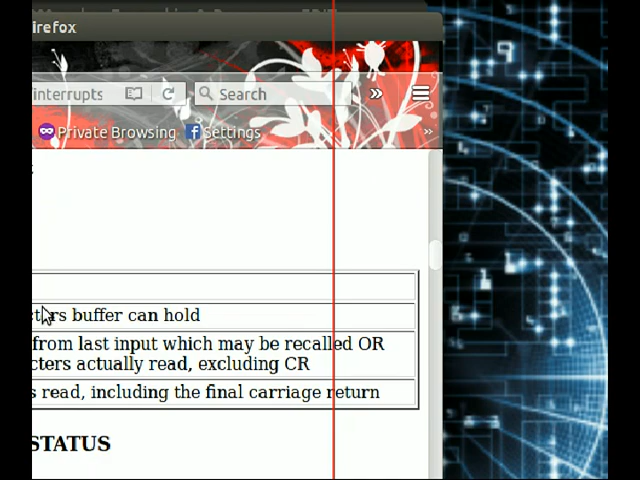 irefox
interrupts
Search
»
Private Browsing
Settings
»
cters buffer can hold
from last input which may be recalled OR
cters actually read, excluding CR
s read, including the final carriage return
STATUS